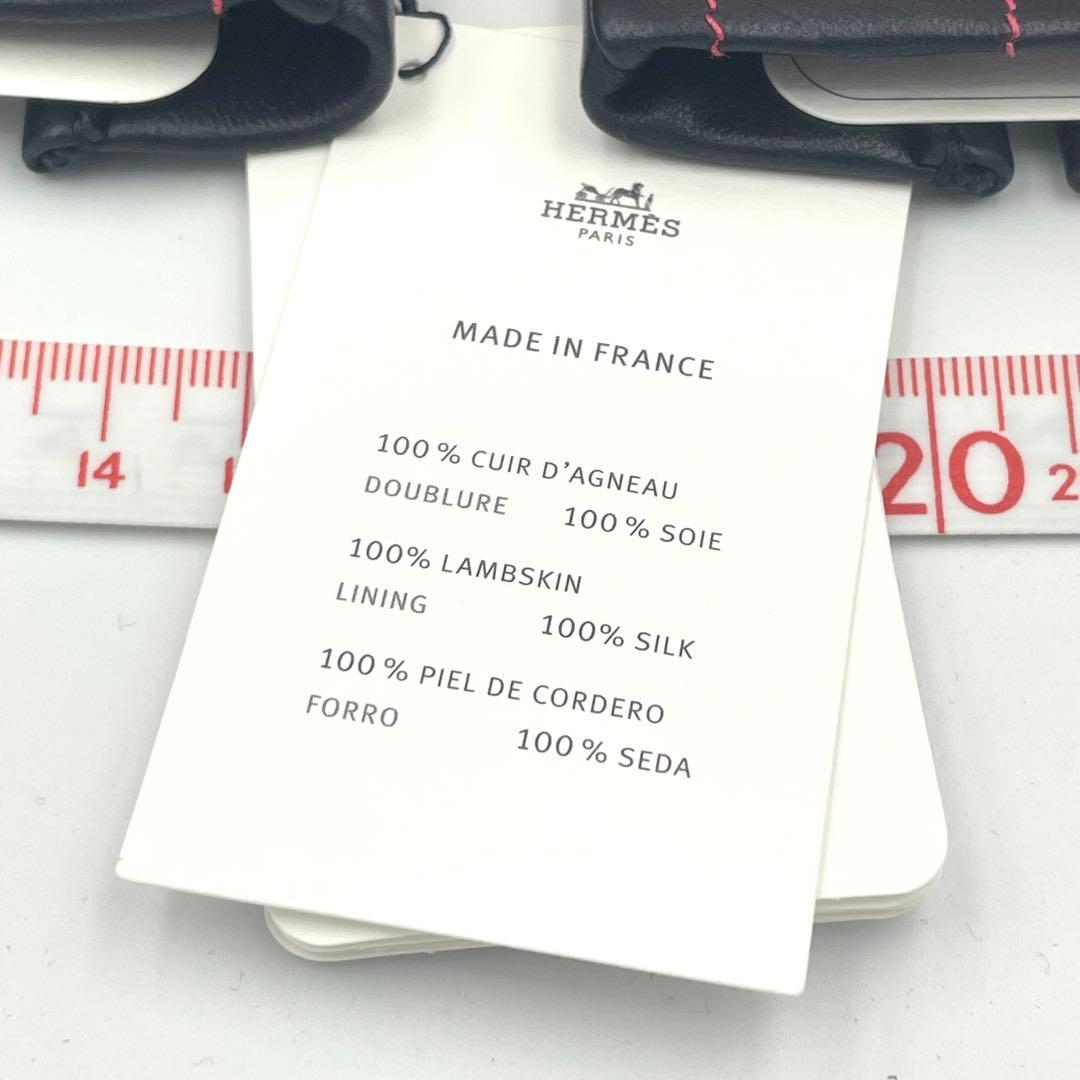 HERMÈS
PARIS
MADE IN FRANCE
100 % CUIR D'AGNEAU
DOUBLURE 100 % SOIE
100% LAMBSKIN
LINING 100% SILK
100 % PIEL DE CORDERO
FORRO 100 % SEDA
14
20